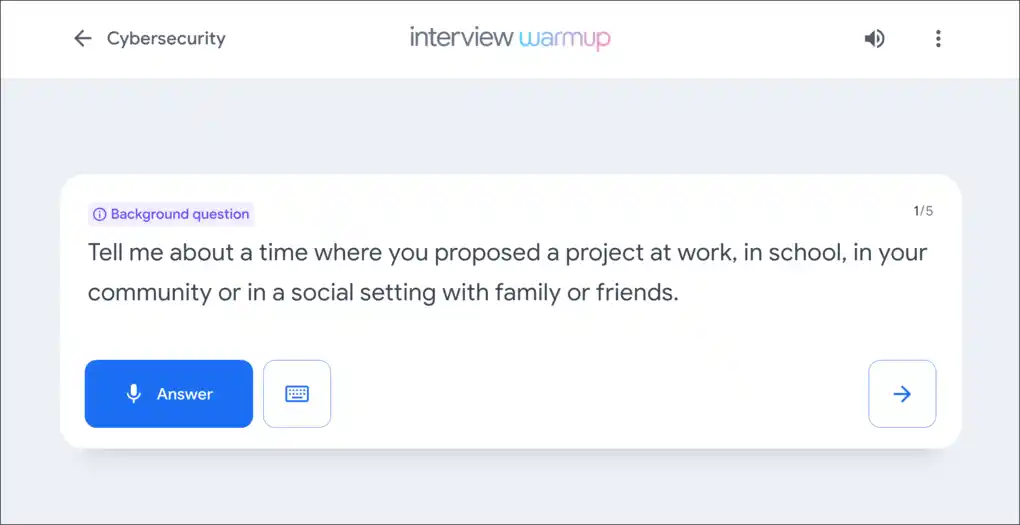 Cybersecurity
interview warmup
Background question
1/5
Tell me about a time where you proposed a project at work, in school, in your
community or in a social setting with family or friends.
Answer